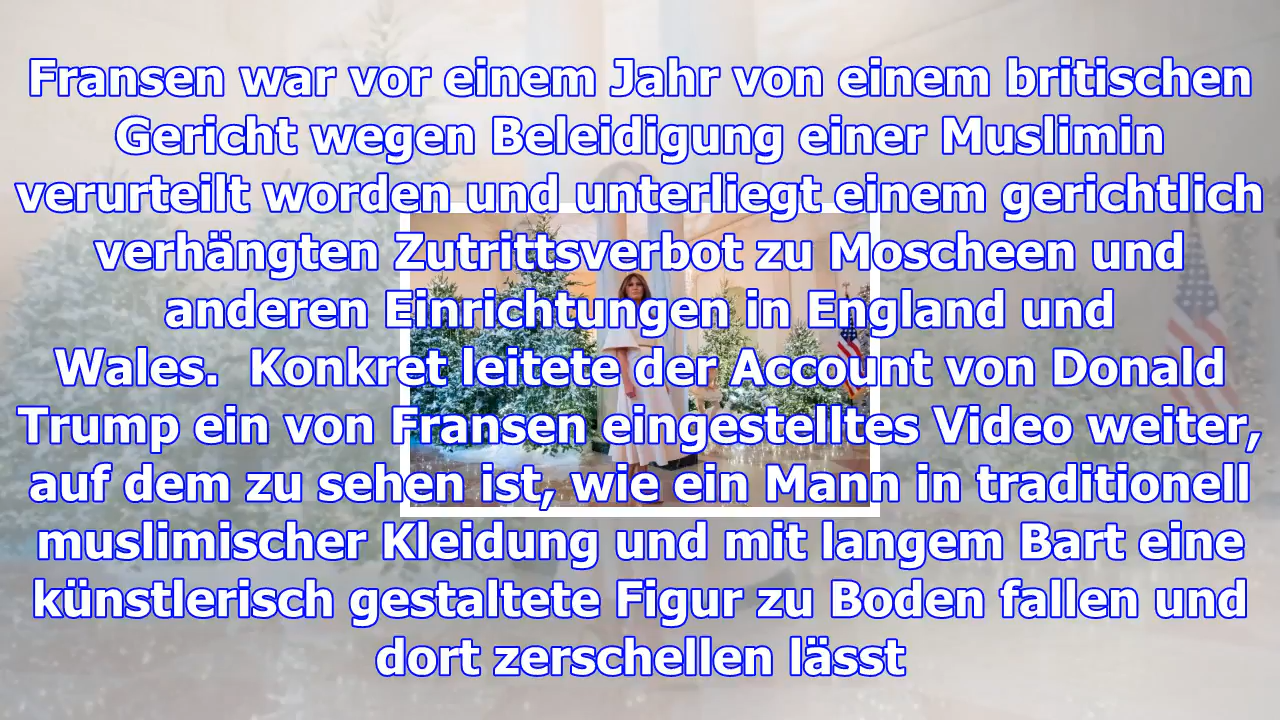 Fransen war vor einem Jahr von einem britischen
Gericht wegen Beleidigung einer Muslimin
verurteilt worden und unterliegt einem gerichtlich
verhängten Zutrittsverbot zu Moscheen und
anderen Einrichtungen in England und
Wales.  Konkret leitete der Account von Donald
Trump ein von Fransen eingestelltes Video weiter,
auf dem zu sehen ist, wie ein Mann in traditionell
muslimischer Kleidung und mit langem Bart eine
künstlerisch gestaltete Figur zu Boden fallen und
dort zerschellen lässt